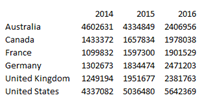 2014 2015 2016
Australia 4602631 4334849 2406956
Canada 1433372 1657834 1978038
France 1099832 1597300 1901529
Germany 1302673 1834474 2471203
United Kingdom 1249194 1951677 2381763
United States 4337082 5036480 5642369